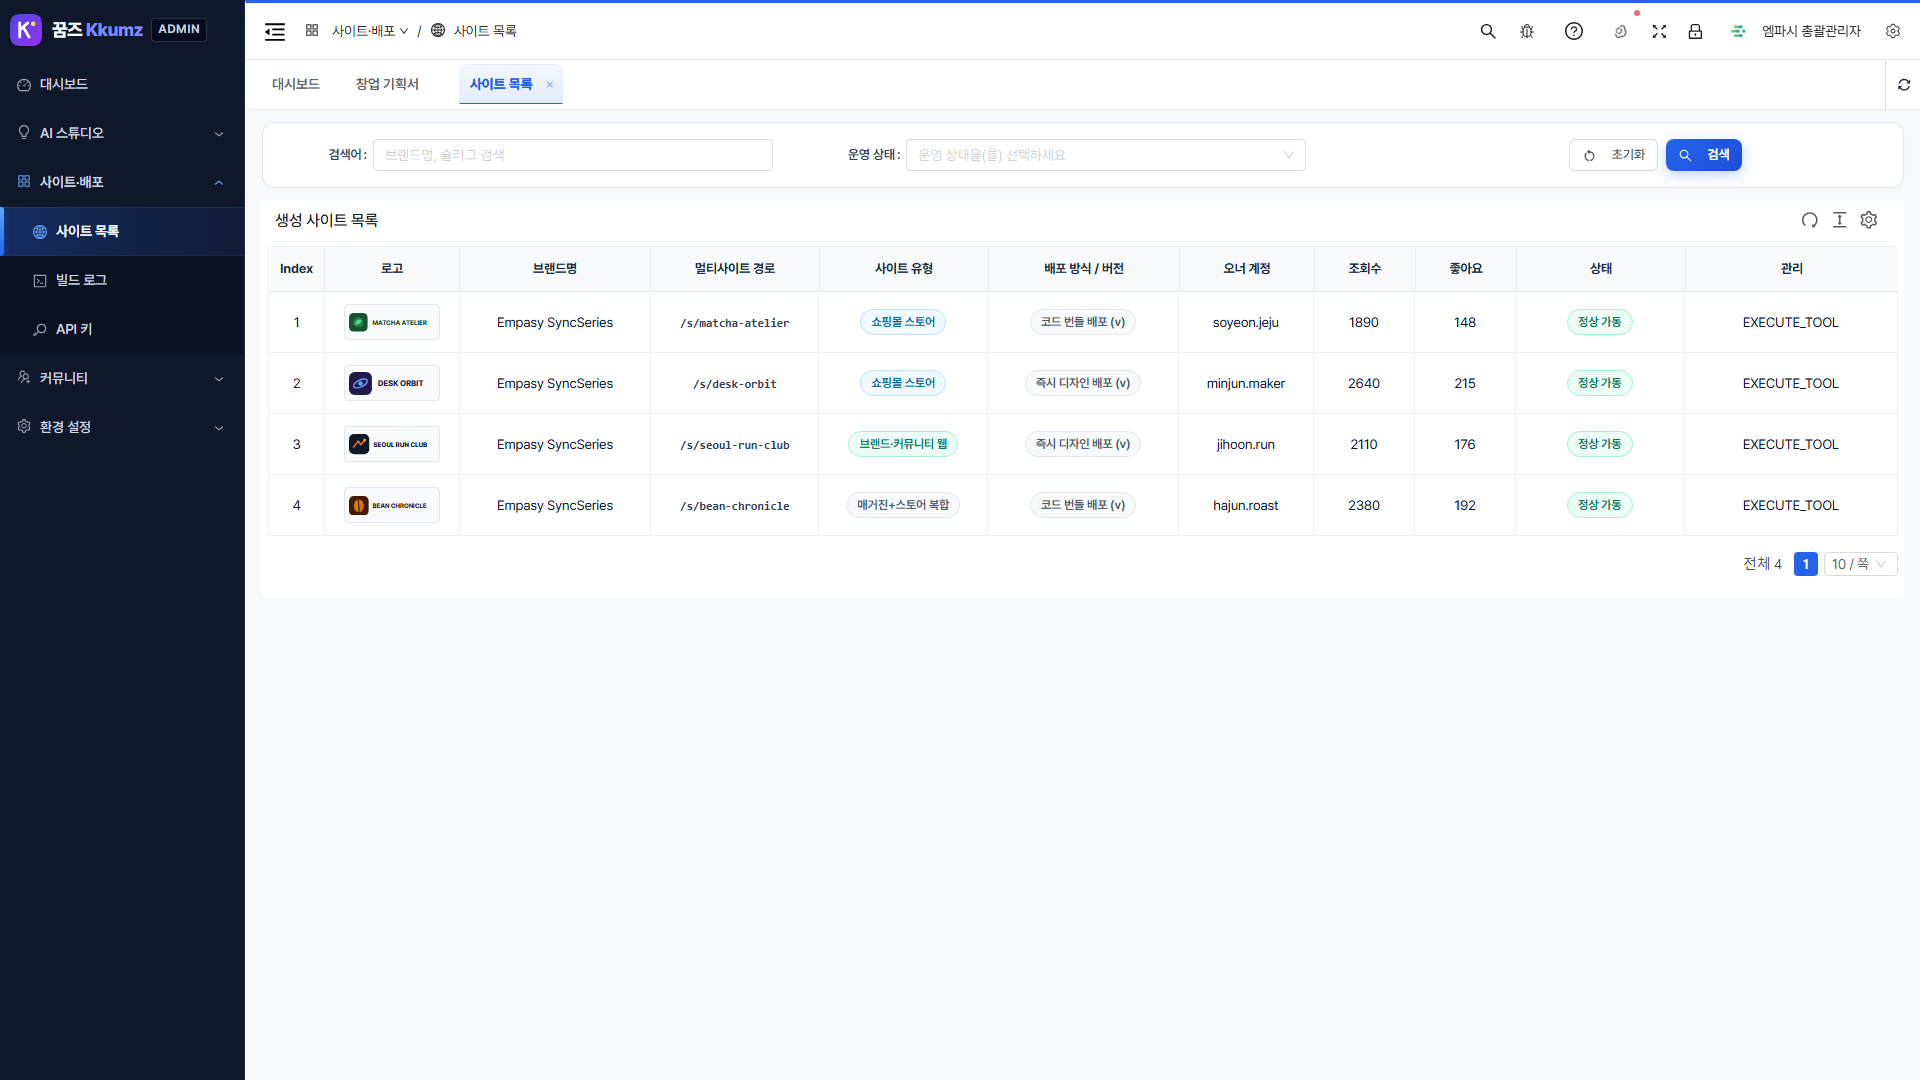 꿈즈 Kkumz ADMIN
대시보드
AI 스튜디오
사이트·배포
사이트 목록
빌드 로그
API 키
커뮤니티
환경 설정
사이트·배포 / 사이트 목록
엠파시 총괄관리자
대시보드 창업 기획서 사이트 목록 ×
검색어 : 브랜드명, 슬러그 검색 운영 상태 : 운영 상태을(를) 선택하세요 초기화 검색
생성 사이트 목록
Index 로고 브랜드명 멀티사이트 경로 사이트 유형 배포 방식 / 버전 오너 계정 조회수 좋아요 상태 관리
1 MATCHA ATELIER Empasy SyncSeries /s/matcha-atelier 쇼핑몰 스토어 코드 번들 배포 (v) soyeon.jeju 1890 148 정상 가동 EXECUTE_TOOL
2 DESK ORBIT Empasy SyncSeries /s/desk-orbit 쇼핑몰 스토어 즉시 디자인 배포 (v) minjun.maker 2640 215 정상 가동 EXECUTE_TOOL
3 SEOUL RUN CLUB Empasy SyncSeries /s/seoul-run-club 브랜드·커뮤니티 웹 즉시 디자인 배포 (v) jihoon.run 2110 176 정상 가동 EXECUTE_TOOL
4 BEAN CHRONICLE Empasy SyncSeries /s/bean-chronicle 매거진+스토어 복합 코드 번들 배포 (v) hajun.roast 2380 192 정상 가동 EXECUTE_TOOL
전체 4 1 10 / 쪽